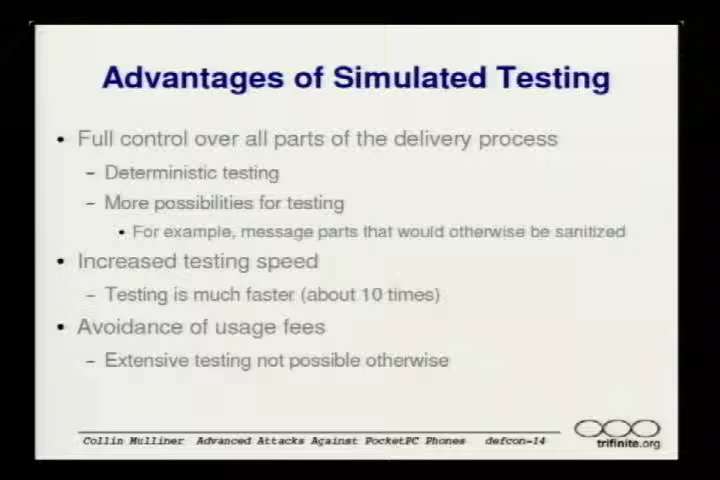 Advantages of Simulated Testing
• Full control over all parts of the delivery process
– Deterministic testing
– More possibilities for testing
• For example, message parts that would otherwise be sanitized
• Increased testing speed
– Testing is much faster (about 10 times)
• Avoidance of usage fees
– Extensive testing not possible otherwise
Collin Mulliner Advanced Attacks Against PocketPC Phones defcon-14
trifinite.org